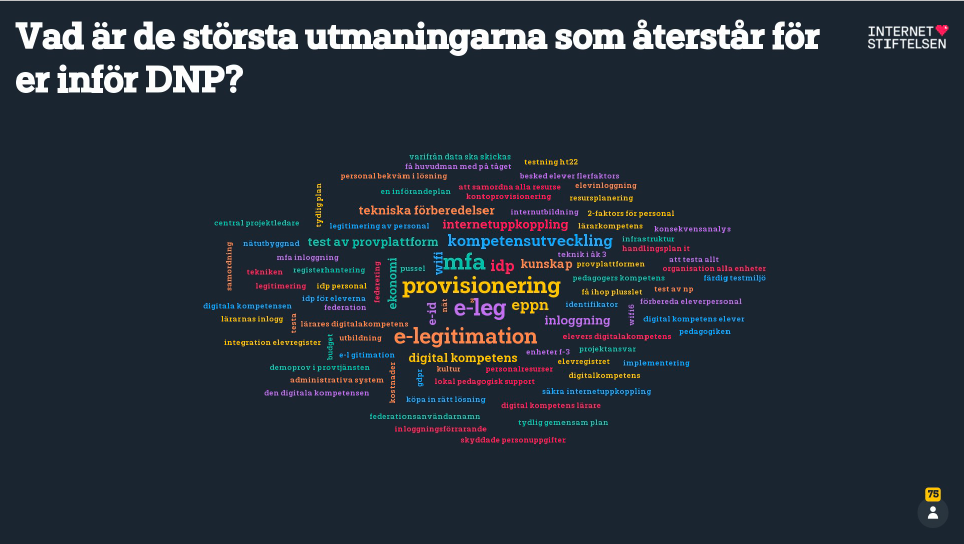 Vad är de största utmaningarna som återstår för
er inför DNP?
INTERNET
STIFTELSEN
varifrån data ska skickas
få huvudman med på tåget
testning ht22
personal bekväm i lösning
besked elever flerfaktors
en införandeplan
att samordna alla resurse
elevinloggning
kontoprovisionering
resursplanering
tydlig plan
tekniska förberedelser
internutbildning
2-faktors för personal
central projektledare
legitimering av personal
internetuppkoppling
lärarkompetens
konsekvensanalys
nätutbyggnad
test av provplattform
kompetensutveckling
infrastruktur
handlingsplan it
samordning
mfa inloggning
wifi
mfa
idp
kunskap
teknik i åk 3
provplattformen
att testa allt
organisation alla enheter
tekniken
registerhantering
federering
ekonomi
pussel
pedagogers kompetens
färdig testmiljö
legitimering
idp personal
provisionering
få ihop plusslet
test av np
idp för eleverna
federation
e-id
nät
e-leg
eppn
identifikator
wifi6
förbereda eleverpersonal
digitala kompetensen
lärarnas inlogg
testa
lärares digitalakompetens
inloggning
digital kompetens elever
pedagogiken
integration elevregister
budget
utbildning
e-legitimation
elevers digitalakompetens
e-l gitimation
digital kompetens
enheter f-3
projektansvar
demoprov i provtjänsten
kostnader
gdpr
kultur
personalresurser
elevregistret
implementering
administrativa system
lokal pedagogisk support
digitalkompetens
den digitala kompetensen
köpa in rätt lösning
säkra internetuppkoppling
digital kompetens lärare
federationsanvändarnamn
inloggningsförrarande
tydlig gemensam plan
skyddade personuppgifter
75